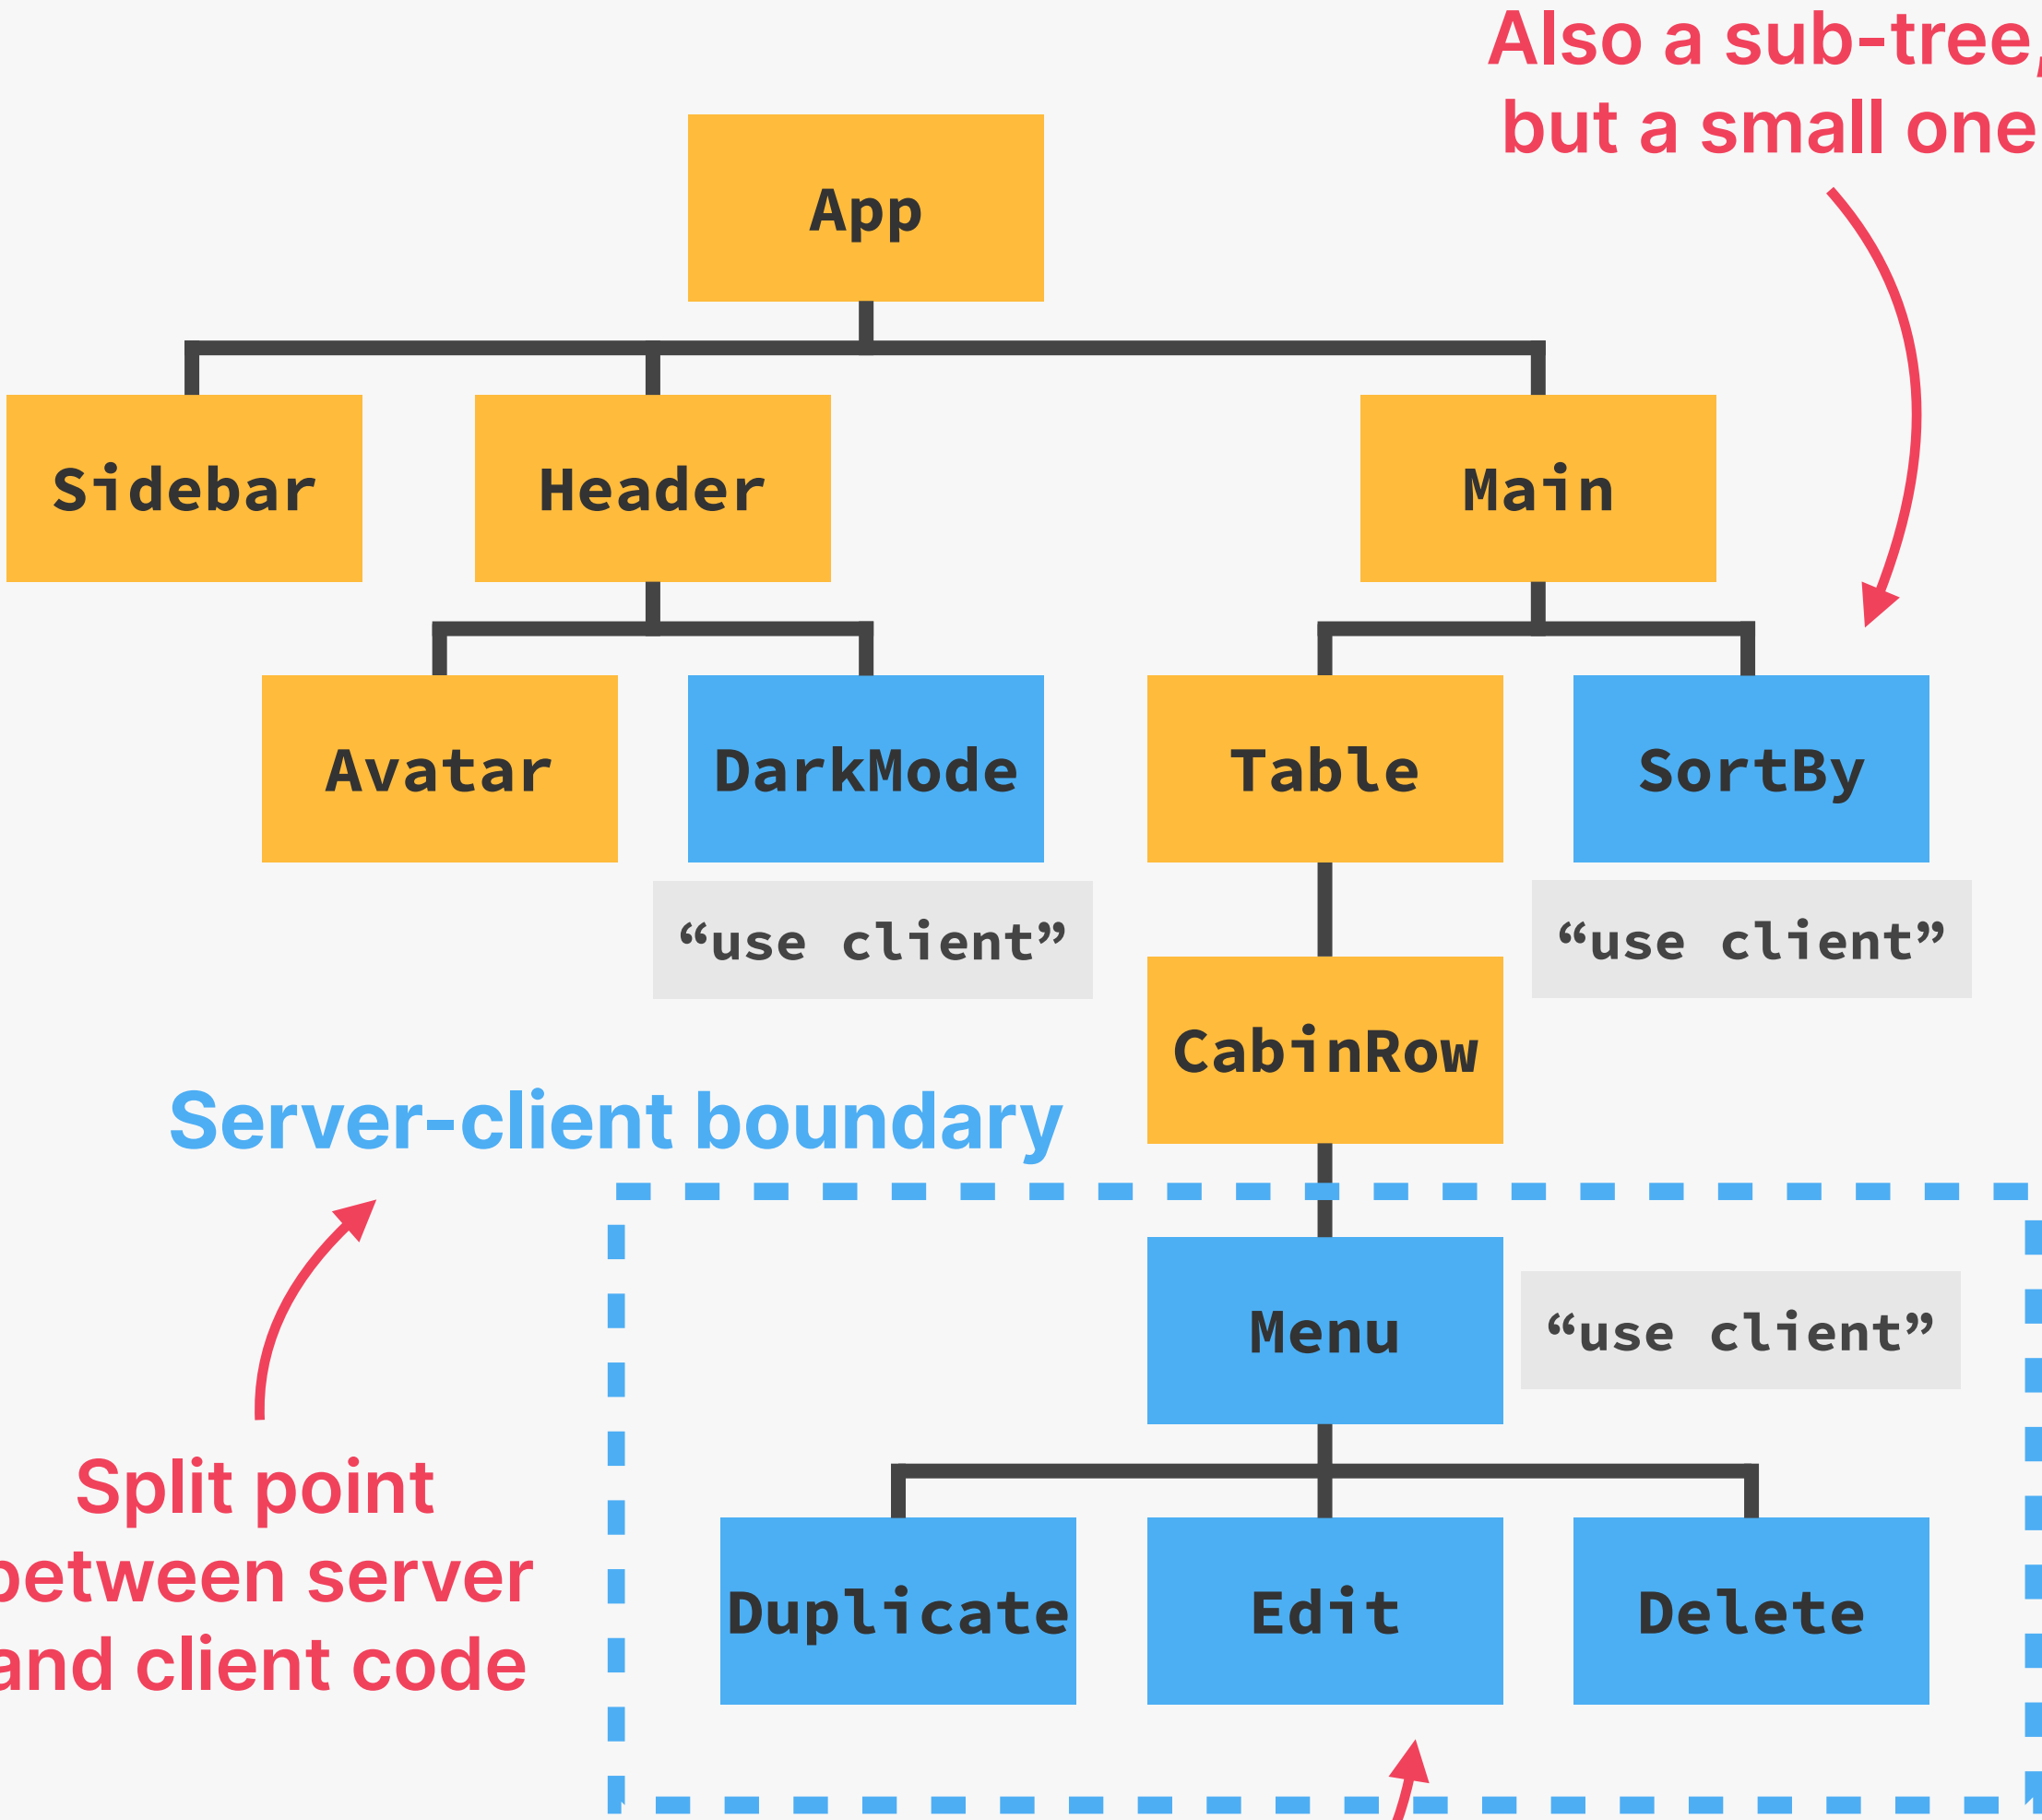 Also a sub-tree,
but a small one
App
Sidebar
Header
Main
Avatar
DarkMode
Table
SortBy
“use client”
“use client”
CabinRow
Server-client boundary
Menu
“use client”
Split point
between server
and client code
Duplicate
Edit
Delete